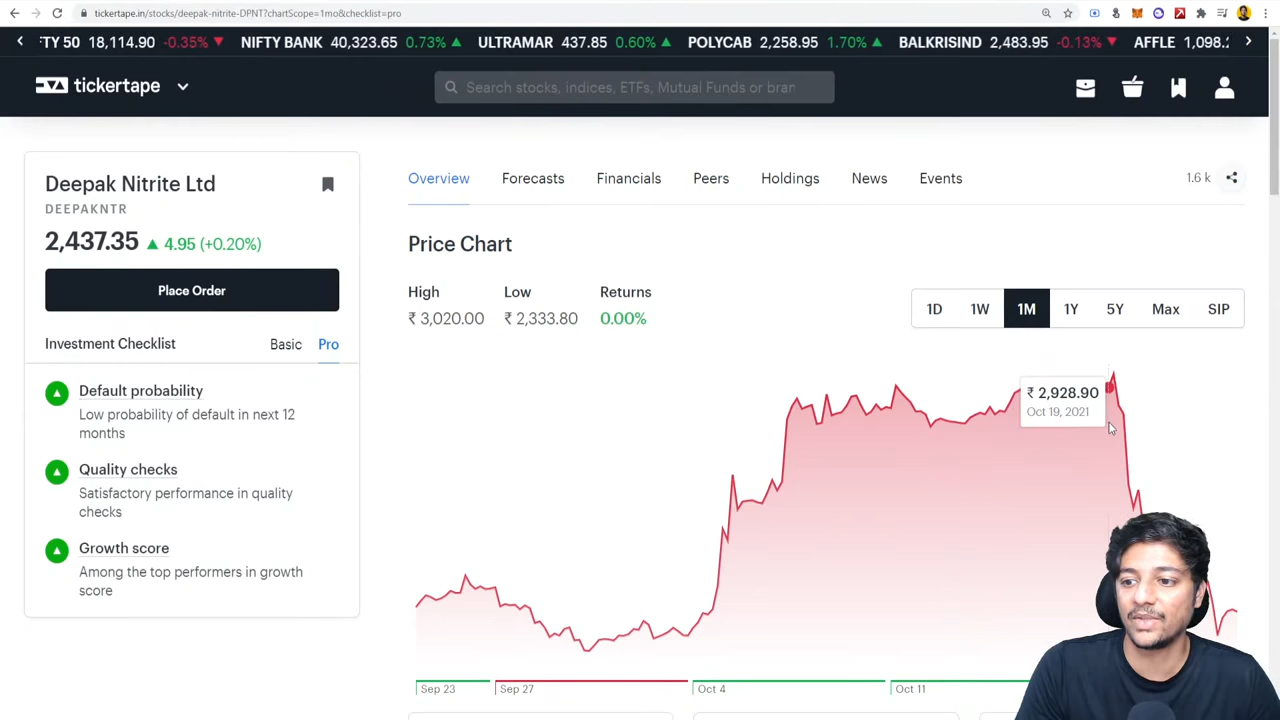 tickertape.in/stocks/deepak-nitrite-DPNT?chartScope=1mo&checklist=pro
TY 50 18,114.90 -0.35% NIFTY BANK 40,323.65 0.73% ULTRAMAR 437.85 0.60% POLYCAB 2,258.95 1.70% BALKRISIND 2,483.95 -0.13% AFFLE 1,098.
tickertape
Search stocks, indices, ETFs, Mutual Funds or bran
Deepak Nitrite Ltd
DEEPAKNTR
2,437.35 4.95 (+0.20%)
Place Order
Investment Checklist Basic Pro
Default probability
Low probability of default in next 12
months
Quality checks
Satisfactory performance in quality
checks
Growth score
Among the top performers in growth
score
Overview Forecasts Financials Peers Holdings News Events 1.6 k
Price Chart
High Low Returns
₹ 3,020.00 ₹ 2,333.80 0.00%
1D 1W 1M 1Y 5Y Max SIP
₹ 2,928.90
Oct 19, 2021
Sep 23 Sep 27 Oct 4 Oct 11